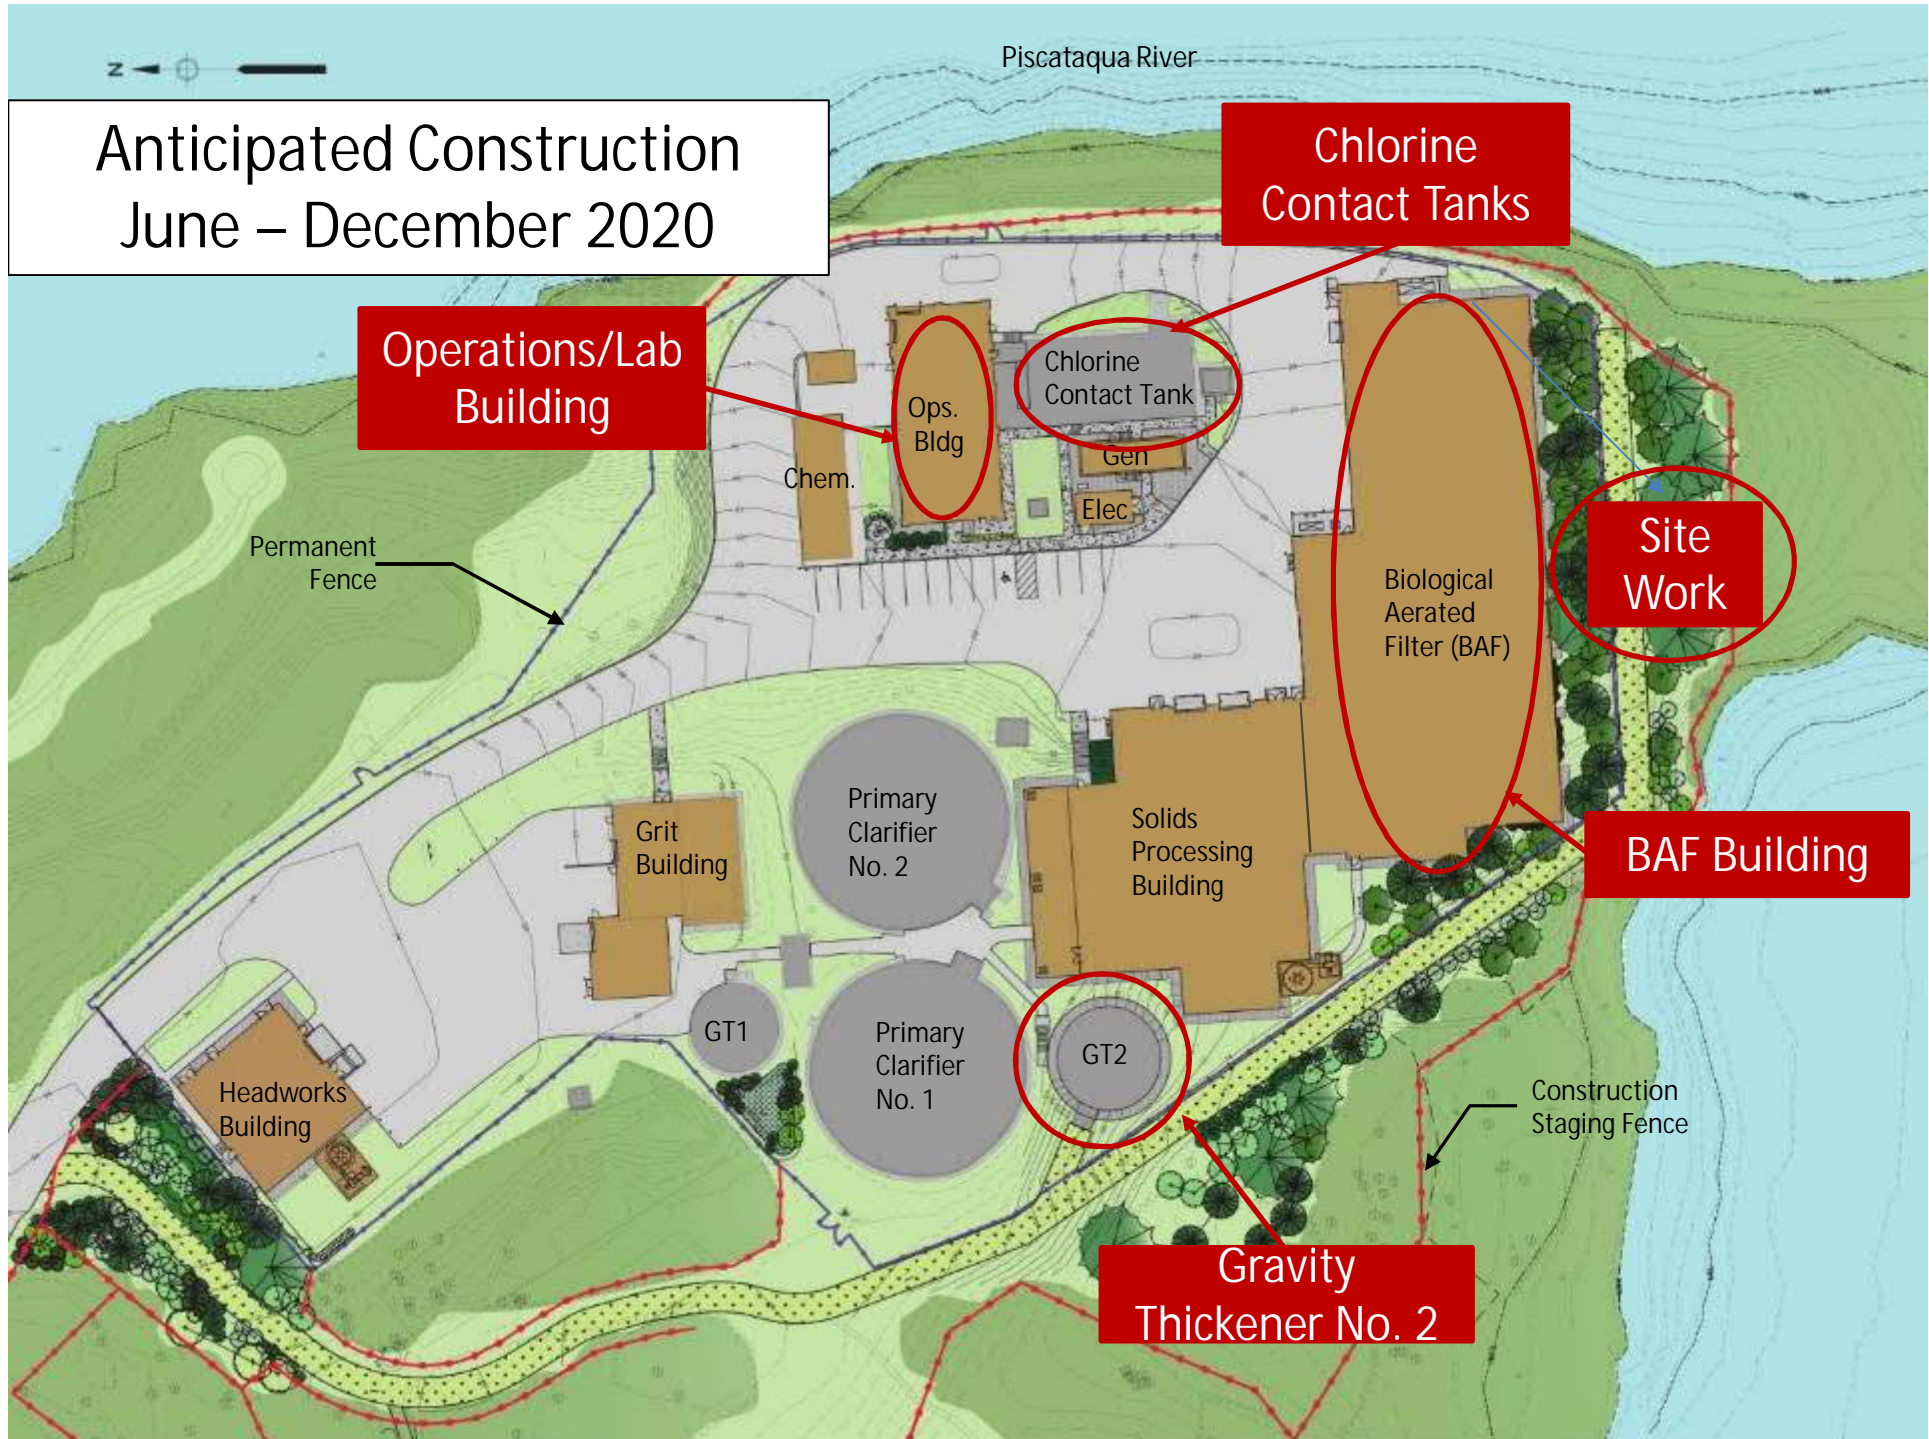 Piscataqua River
N
Anticipated Construction
June – December 2020
Chlorine
Contact Tanks
Operations/Lab
Building
Chlorine
Contact Tank
Ops.
Bldg
Gen
Chem.
Elec
Permanent
Fence
Site
Work
Biological
Aerated
Filter (BAF)
Primary
Clarifier
No. 2
Grit
Building
Solids
Processing
Building
BAF Building
GT1
Primary
Clarifier
No. 1
GT2
Headworks
Building
Construction
Staging Fence
Gravity
Thickener No. 2